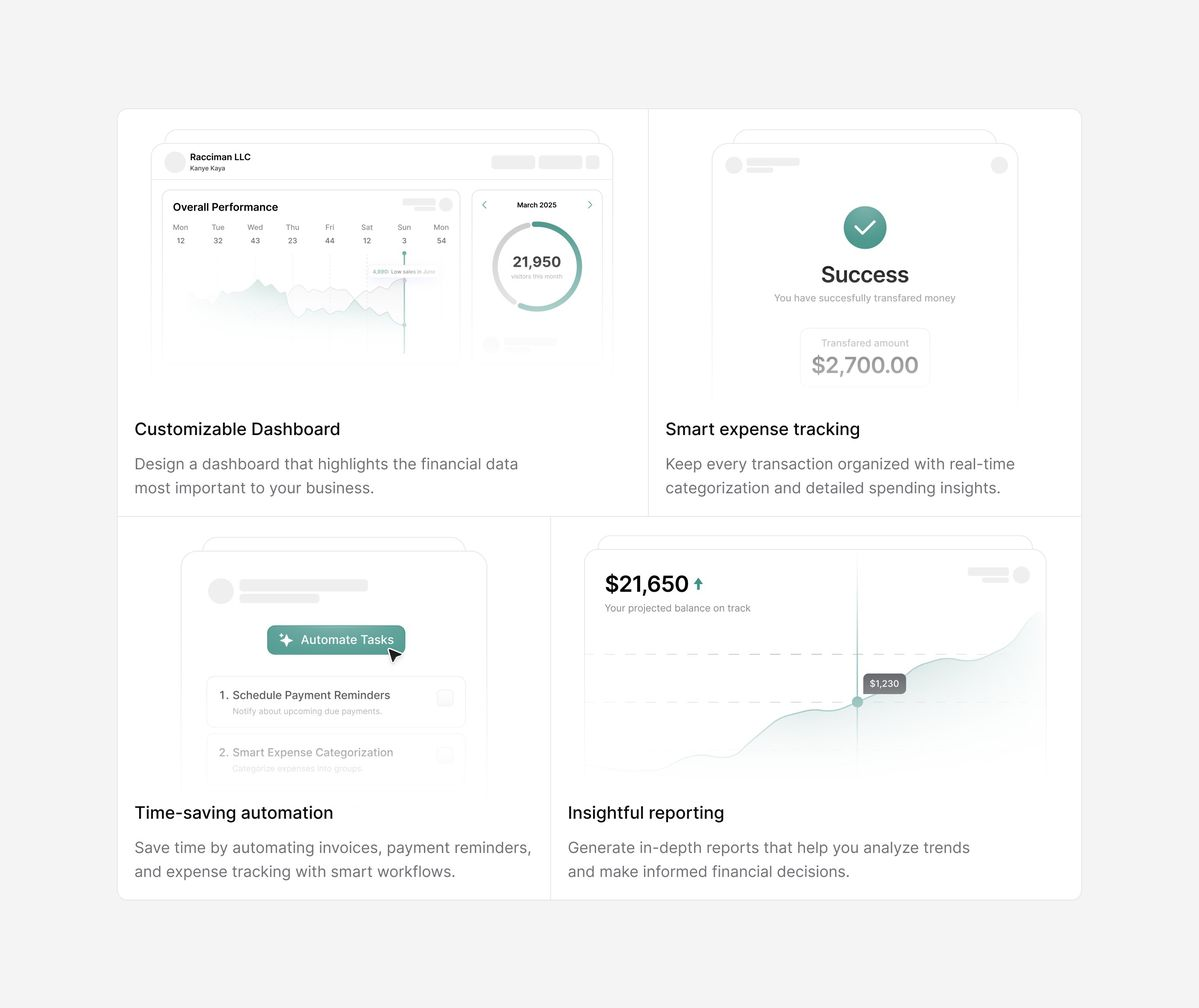 Racciman LLC
Kanye Kaya
Overall Performance
Mon Tue Wed Thu Fri Sat Sun Mon
12 32 43 23 44 12 3 54
4,890: Low sales in June
March 2025
21,950
visitors this month
Customizable Dashboard
Design a dashboard that highlights the financial data
most important to your business.
Success
You have succesfully transfared money
Transfared amount
$2,700.00
Smart expense tracking
Keep every transaction organized with real-time
categorization and detailed spending insights.
Automate Tasks
1. Schedule Payment Reminders
Notify about upcoming due payments.
2. Smart Expense Categorization
Categorize expenses into groups.
Time-saving automation
Save time by automating invoices, payment reminders,
and expense tracking with smart workflows.
$21,650
Your projected balance on track
$1,230
Insightful reporting
Generate in-depth reports that help you analyze trends
and make informed financial decisions.